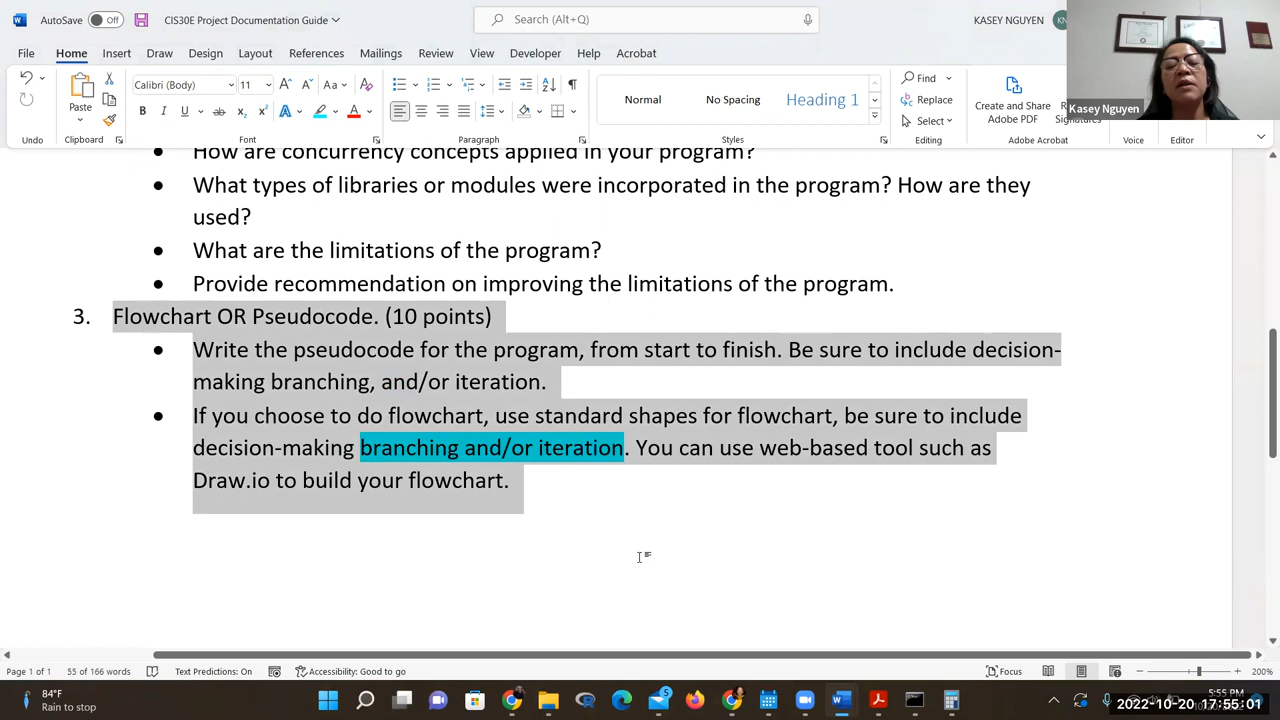 AutoSave Off CIS30E Project Documentation Guide Search (Alt+Q) KASEY NGUYEN
File Home Insert Draw Design Layout References Mailings Review View Developer Help Acrobat
Calibri (Body) 11 Aa
Paste
Normal No Spacing Heading 1
Find
Replace
Select
Create and Share
Adobe PDF
Signatures
Kasey Nguyen
Undo Clipboard Font Paragraph Styles Editing Adobe Acrobat Voice Editor
How are concurrency concepts applied in your program?
What types of libraries or modules were incorporated in the program? How are they
used?
What are the limitations of the program?
Provide recommendation on improving the limitations of the program.
3. Flowchart OR Pseudocode. (10 points)
Write the pseudocode for the program, from start to finish. Be sure to include decision-
making branching, and/or iteration.
If you choose to do flowchart, use standard shapes for flowchart, be sure to include
decision-making branching and/or iteration. You can use web-based tool such as
Draw.io to build your flowchart.
Page 1 of 1 55 of 166 words Text Predictions: On Accessibility: Good to go Focus 200%
84°F
Rain to stop
5:55 PM
2022-10-20 17:55:01